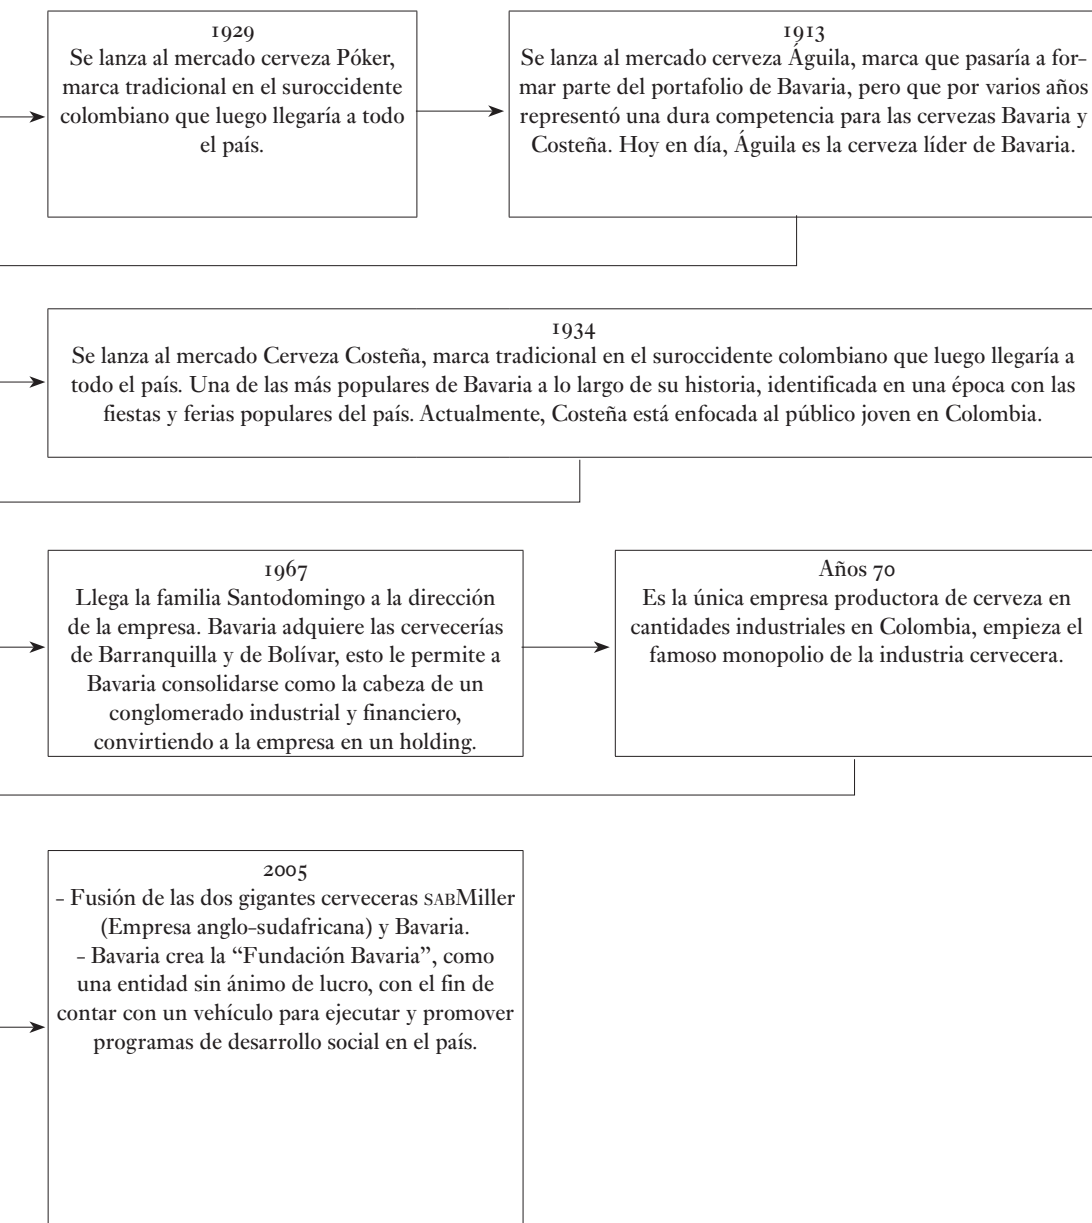 1929
Se lanza al mercado cerveza Póker,
marca tradicional en el suroccidente
colombiano que luego llegaría a todo
el país.
1913
Se lanza al mercado cerveza Águila, marca que pasaría a for-
mar parte del portafolio de Bavaria, pero que por varios años
representó una dura competencia para las cervezas Bavaria y
Costeña. Hoy en día, Águila es la cerveza líder de Bavaria.
1934
Se lanza al mercado Cerveza Costeña, marca tradicional en el suroccidente colombiano que luego llegaría a
todo el país. Una de las más populares de Bavaria a lo largo de su historia, identificada en una época con las
fiestas y ferias populares del país. Actualmente, Costeña está enfocada al público joven en Colombia.
1967
Llega la familia Santodomingo a la dirección
de la empresa. Bavaria adquiere las cervecerías
de Barranquilla y de Bolívar, esto le permite a
Bavaria consolidarse como la cabeza de un
conglomerado industrial y financiero,
convirtiendo a la empresa en un holding.
Años 70
Es la única empresa productora de cerveza en
cantidades industriales en Colombia, empieza el
famoso monopolio de la industria cervecera.
2005
- Fusión de las dos gigantes cerveceras SABMiller
(Empresa anglo-sudafricana) y Bavaria.
- Bavaria crea la “Fundación Bavaria”, como
una entidad sin ánimo de lucro, con el fin de
contar con un vehículo para ejecutar y promover
programas de desarrollo social en el país.